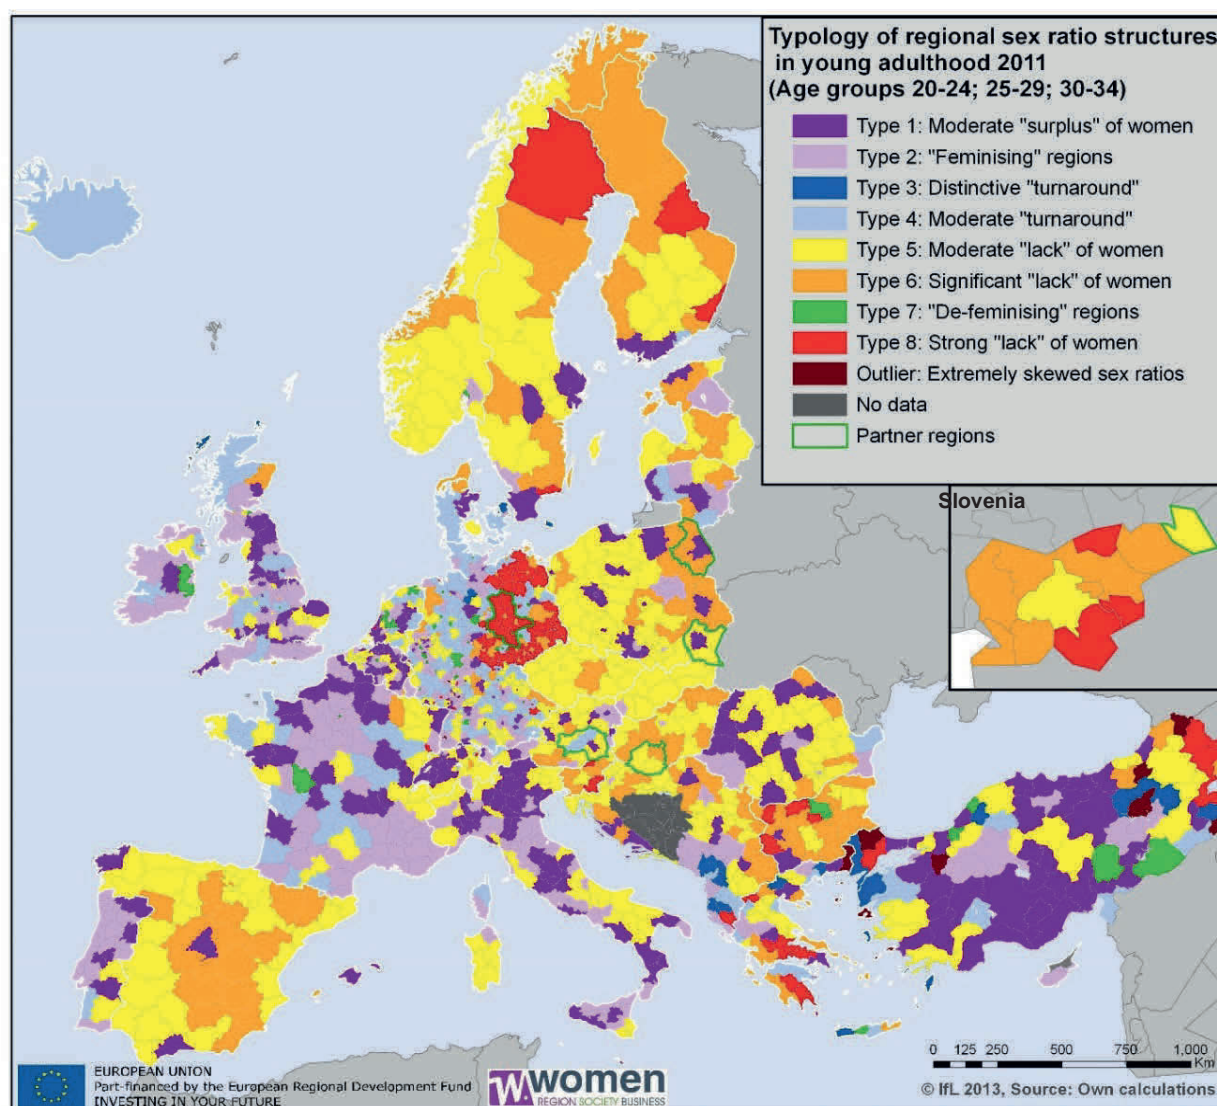 Typology of regional sex ratio structures
in young adulthood 2011
(Age groups 20-24; 25-29; 30-34)
Type 1: Moderate "surplus" of women
Type 2: "Feminising" regions
Type 3: Distinctive "turnaround"
Type 4: Moderate "turnaround"
Type 5: Moderate "lack" of women
Type 6: Significant "lack" of women
Type 7: "De-feminising" regions
Type 8: Strong "lack" of women
Outlier: Extremely skewed sex ratios
No data
Partner regions
Slovenia
0 125 250 500 750 1,000
Km
© IfL 2013, Source: Own calculations
EUROPEAN UNION
Part-financed by the European Regional Development Fund
INVESTING IN YOUR FUTURE
W. women
REGION SOCIETY BUSINESS